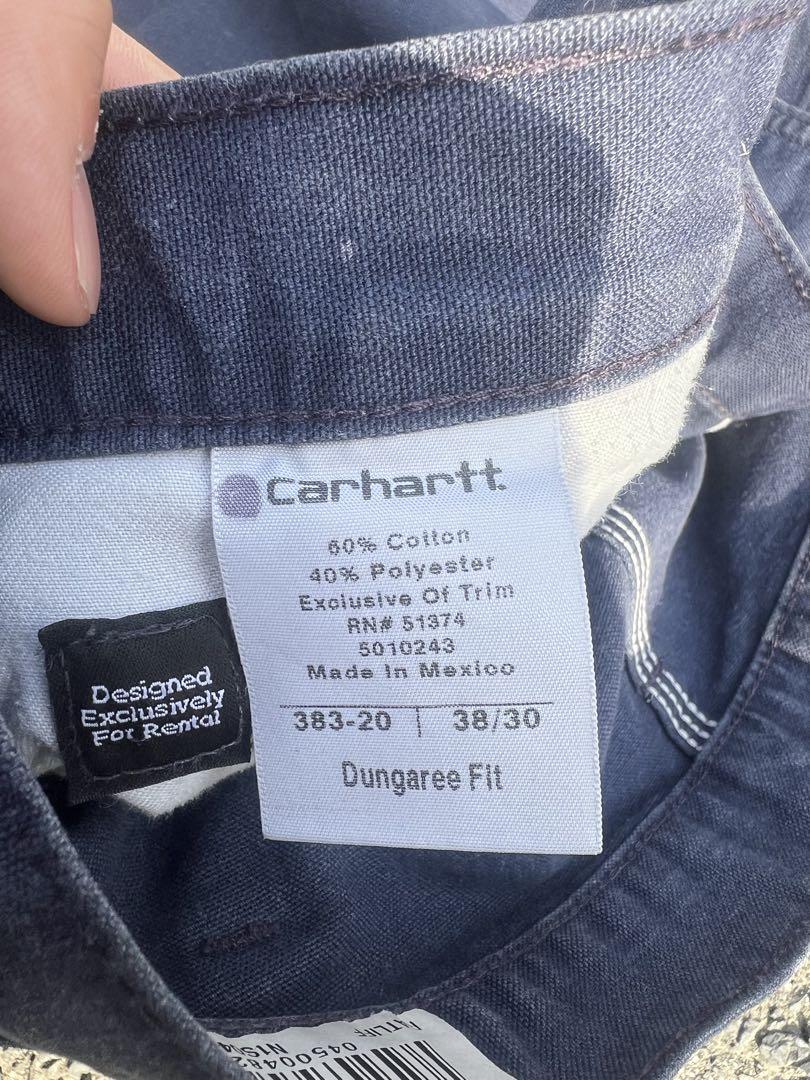 carhartt
60% Cotton
40% Polyester
Exclusive Of Trim
RN# 51374
5010243
Made In Mexico
383-20 | 38/30
Dungaree Fit
Designed
Exclusively
For Rental